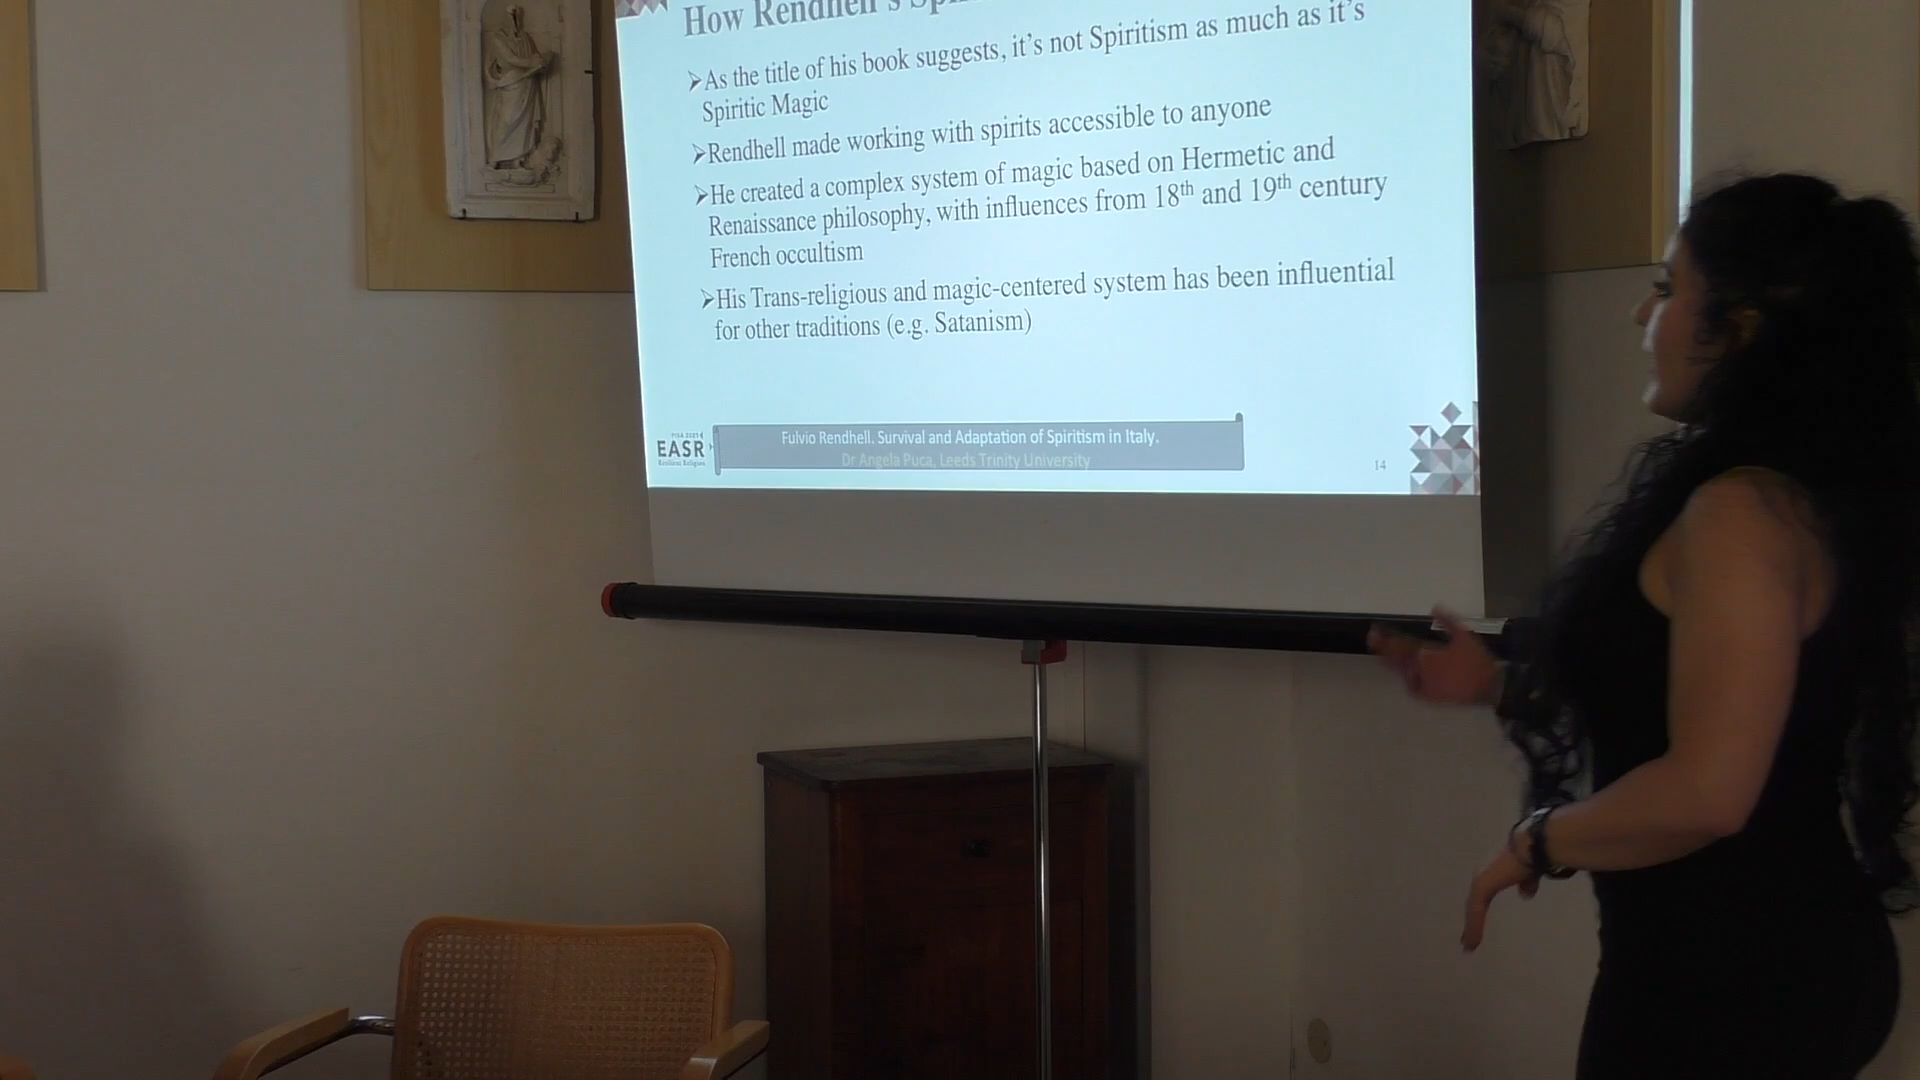 How Rendhell's
➢As the title of his book suggests, it's not Spiritism as much as it's
Spiritic Magic
➢Rendhell made working with spirits accessible to anyone
➢He created a complex system of magic based on Hermetic and
Renaissance philosophy, with influences from 18th and 19th century
French occultism
➢His Trans-religious and magic-centered system has been influential
for other traditions (e.g. Satanism)
EASR
Fulvio Rendhell. Survival and Adaptation of Spiritism in Italy.
Dr Angela Puca, Leeds Trinity University
14